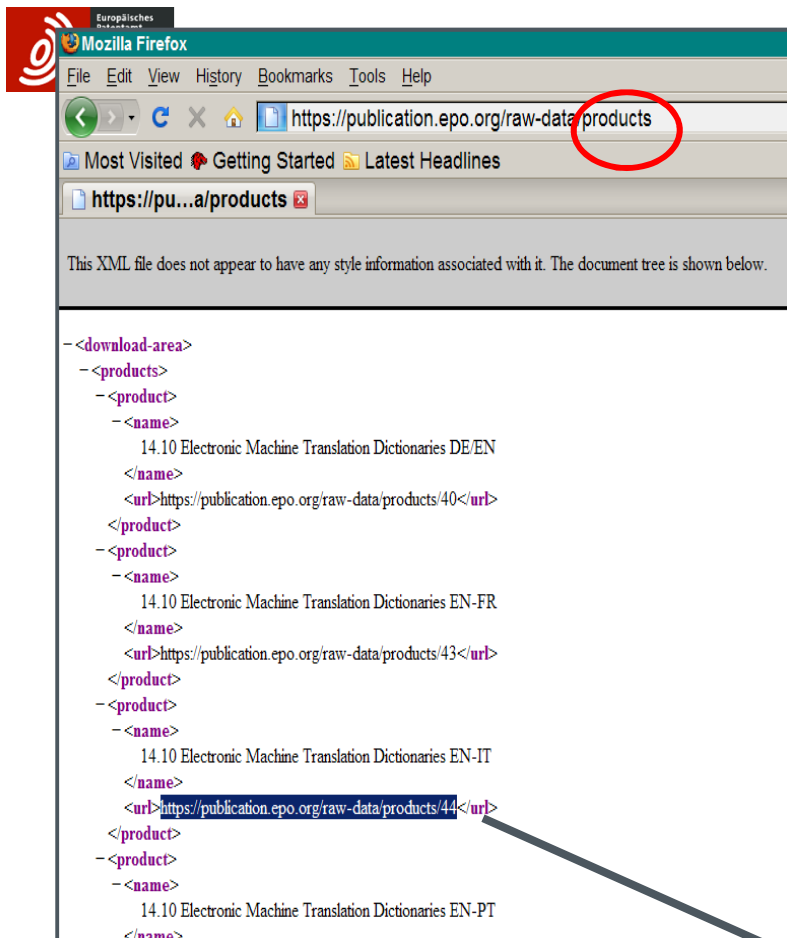 Europäisches
Patentamt
Mozilla Firefox
File Edit View History Bookmarks Tools Help
https://publication.epo.org/raw-data/products
Most Visited Getting Started Latest Headlines
https://pu...a/products
This XML file does not appear to have any style information associated with it. The document tree is shown below.
–<download-area>
–<products>
–<product>
–<name>
14.10 Electronic Machine Translation Dictionaries DE/EN
</name>
<url>https://publication.epo.org/raw-data/products/40</url>
</product>
–<product>
–<name>
14.10 Electronic Machine Translation Dictionaries EN-FR
</name>
<url>https://publication.epo.org/raw-data/products/43</url>
</product>
–<product>
–<name>
14.10 Electronic Machine Translation Dictionaries EN-IT
</name>
<url>https://publication.epo.org/raw-data/products/44</url>
</product>
–<product>
–<name>
14.10 Electronic Machine Translation Dictionaries EN-PT
</name>